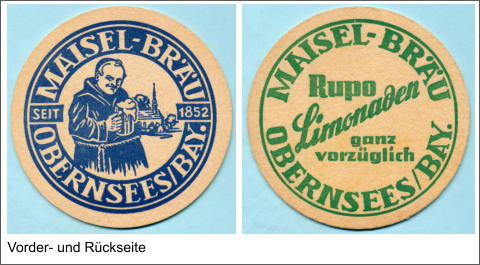 MAISEL-BRÄU
SEIT 1852
OBERNSEES/BAY.
MAISEL-BRÄU
Rupo
Limonaden
ganz
vorzüglich
OBERNSEES/BAY.
Vorder- und Rückseite